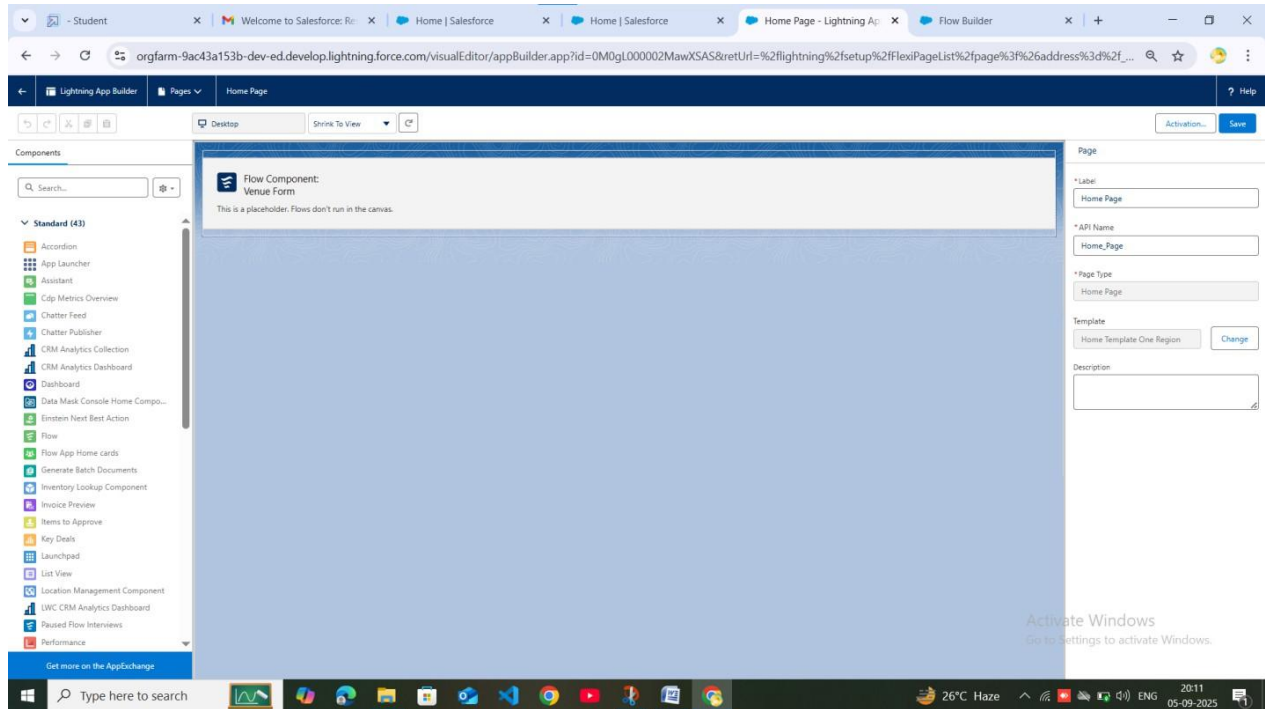 - Student
Welcome to Salesforce: Re
Home | Salesforce
Home | Salesforce
Home Page - Lightning Ap
Flow Builder
orgfarm-9ac43a153b-dev-ed.develop.lightning.force.com/visualEditor/appBuilder.app?id=0M0gL000002MawXSAS&retUrl=%2flightning%2fsetup%2fFlexiPageList%2fpage%3f%26address%3d%2f_...
Lightning App Builder
Pages
Home Page
? Help
Desktop
Shrink To View
Activation...
Save
Components
Search...
Standard (43)
Accordion
App Launcher
Assistant
Cdp Metrics Overview
Chatter Feed
Chatter Publisher
CRM Analytics Collection
CRM Analytics Dashboard
Dashboard
Data Mask Console Home Compo...
Einstein Next Best Action
Flow
Flow App Home cards
Generate Batch Documents
Inventory Lookup Component
Invoice Preview
Items to Approve
Key Deals
Launchpad
List View
Location Management Component
LWC CRM Analytics Dashboard
Paused Flow Interviews
Performance
Get more on the AppExchange
Flow Component:
Venue Form
This is a placeholder. Flows don't run in the canvas.
Page
*Label
Home Page
*API Name
Home_Page
*Page Type
Home Page
Template
Home Template One Region
Change
Description
Activate Windows
Go to Settings to activate Windows.
Type here to search
26°C Haze
ENG
20:11
05-09-2025